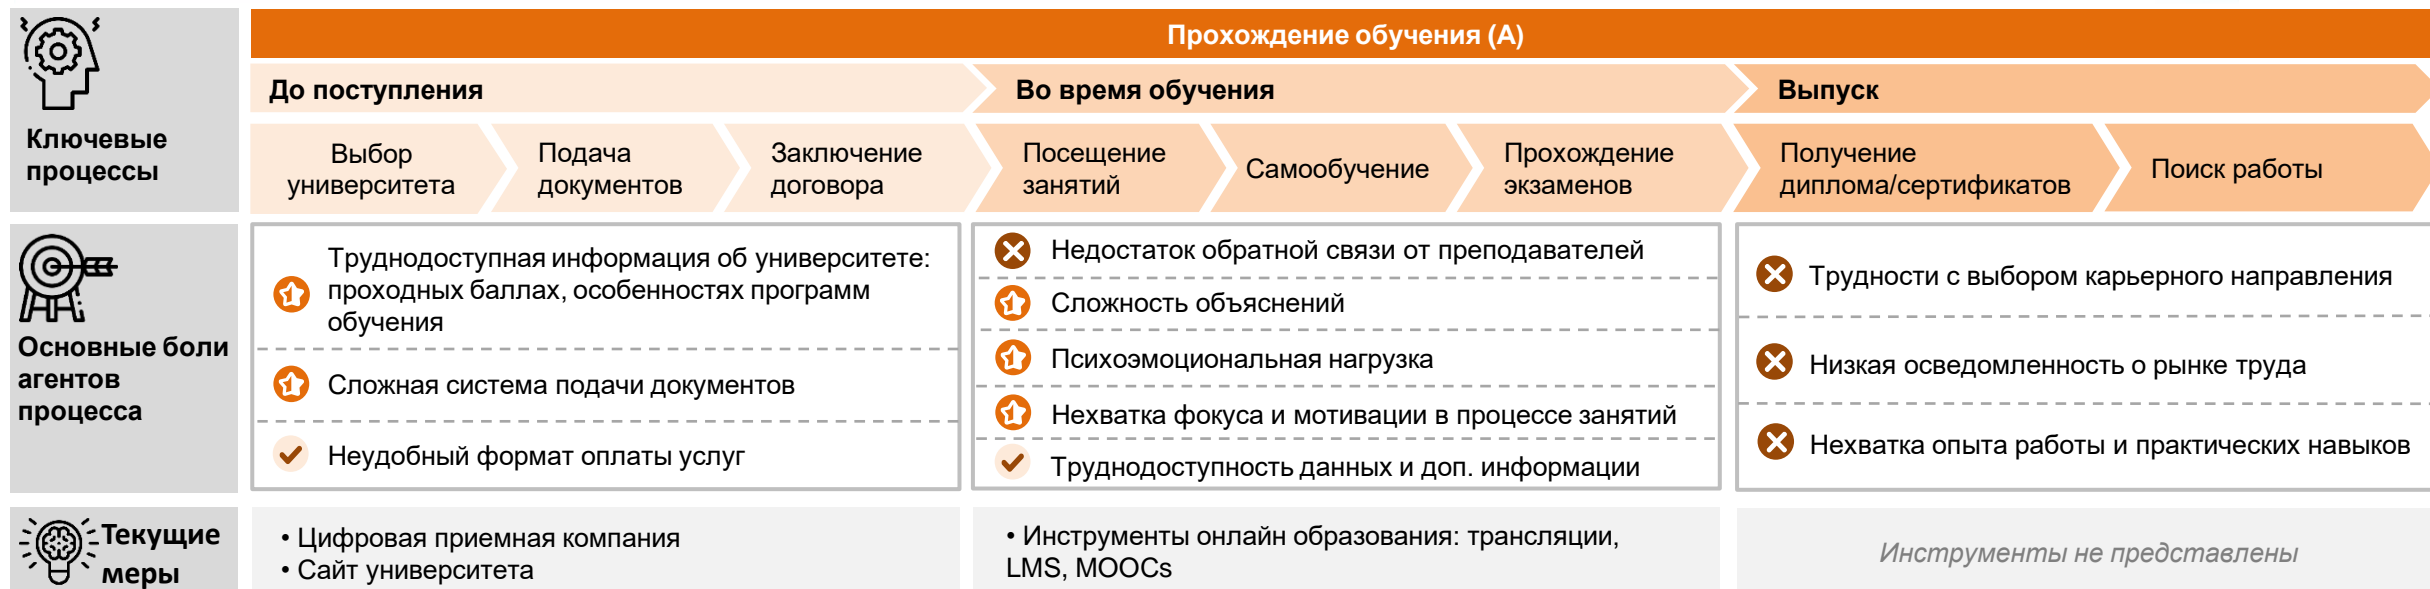 Прохождение обучения (А)
Ключевые
процессы
До поступления
Во время обучения
Выпуск
Выбор
университета
Подача
документов
Заключение
договора
Посещение
занятий
Самообучение
Прохождение
экзаменов
Получение
диплома/сертификатов
Поиск работы
Основные боли
агентов
процесса
Труднодоступная информация об университете:
проходных баллах, особенностях программ
обучения
Сложная система подачи документов
Неудобный формат оплаты услуг
Недостаток обратной связи от преподавателей
Сложность объяснений
Психоэмоциональная нагрузка
Нехватка фокуса и мотивации в процессе занятий
Труднодоступность данных и доп. информации
Трудности с выбором карьерного направления
Низкая осведомленность о рынке труда
Нехватка опыта работы и практических навыков
Текущие
меры
• Цифровая приемная компания
• Сайт университета
• Инструменты онлайн образования: трансляции,
LMS, MOOCs
Инструменты не представлены